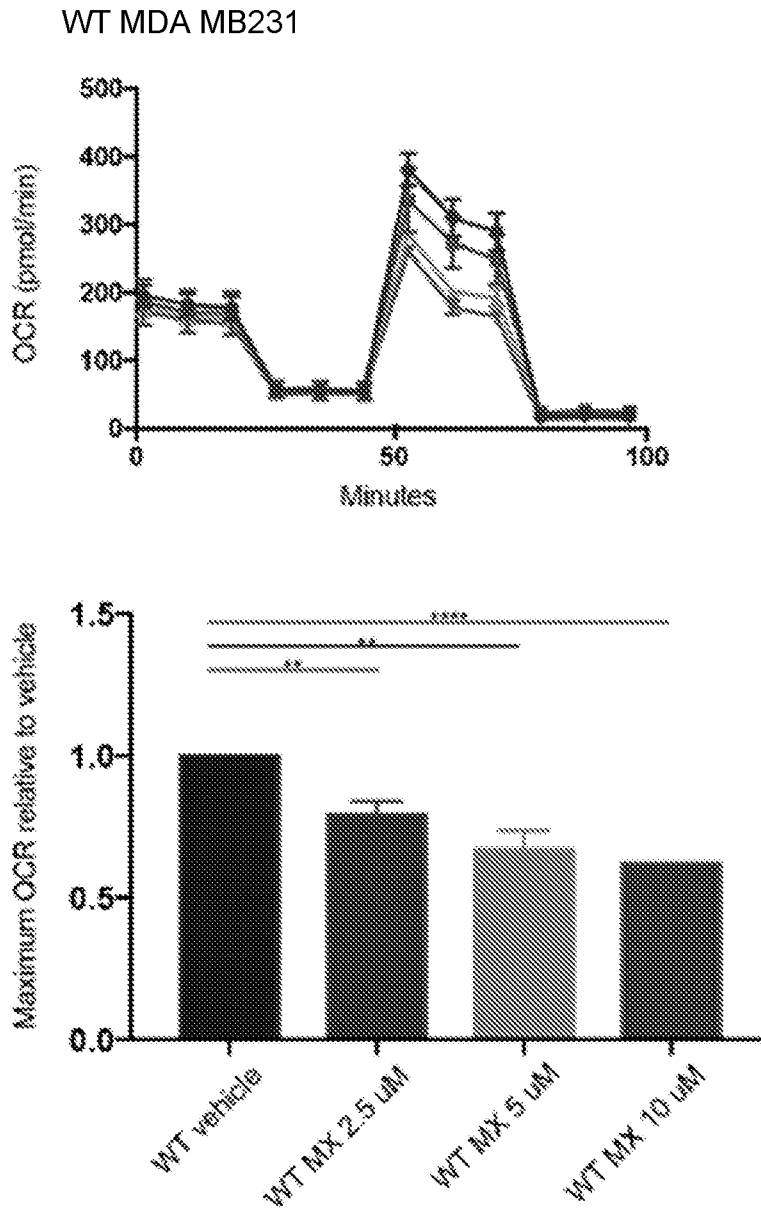 WT MDA MB231
OCR (pmol/min)
500
400
300
200
100
0
0 50 100
Minutes
Maximum OCR relative to vehicle
1.5
1.0
0.5
0.0
****
**
**
WT vehicle
WT MX 2.5 uM
WT MX 5 uM
WT MX 10 uM